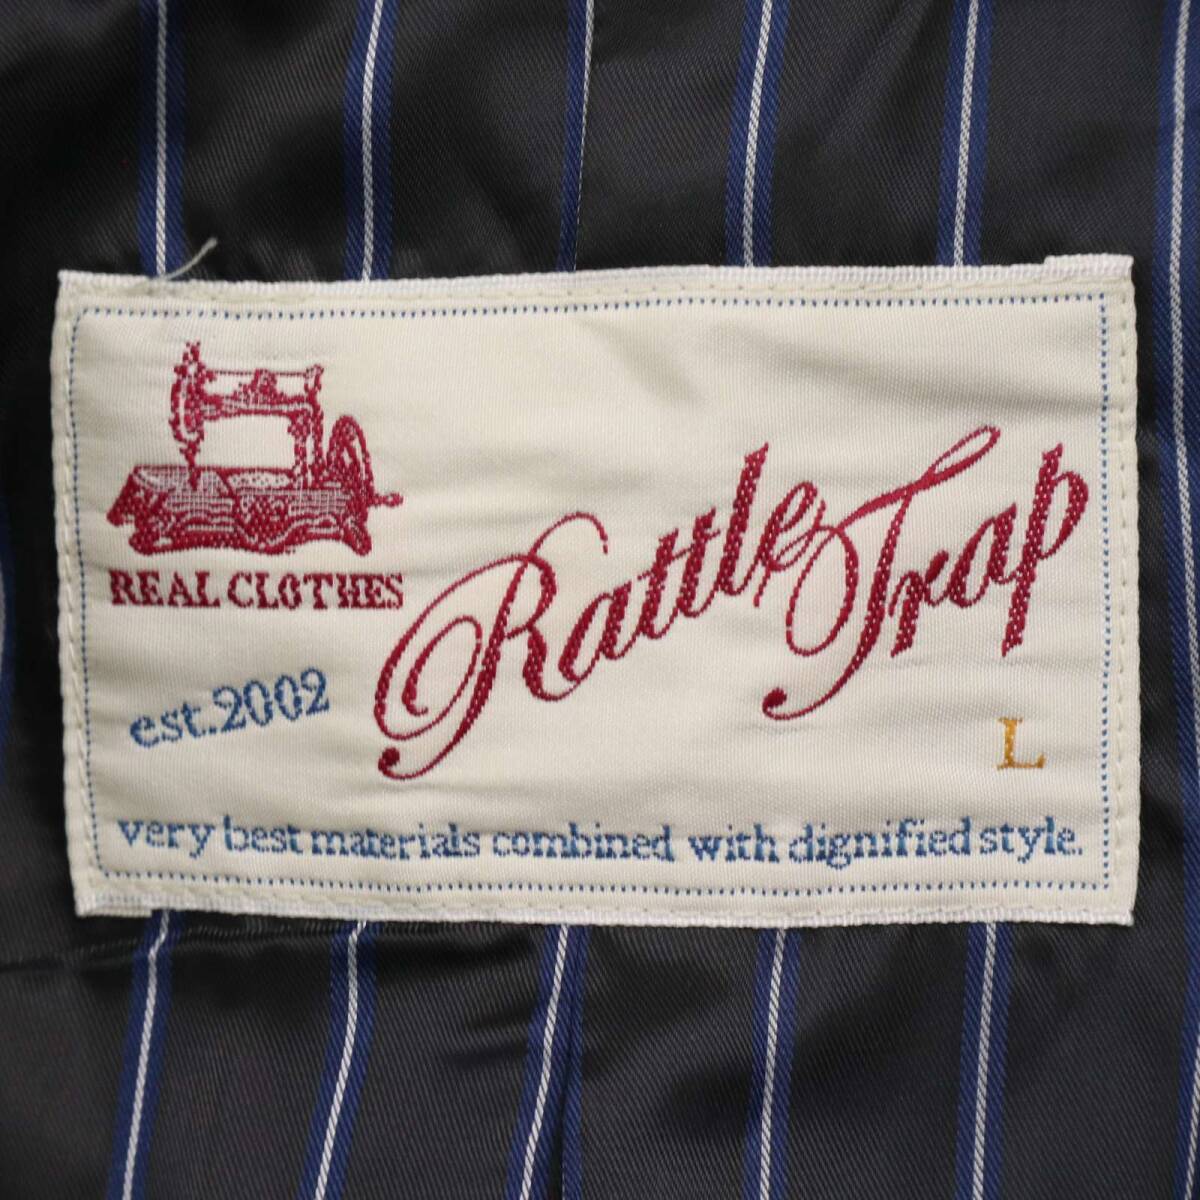 REAL CLOTHES
Rattle Trap
est.2002
L
very best materials combined with dignified style.